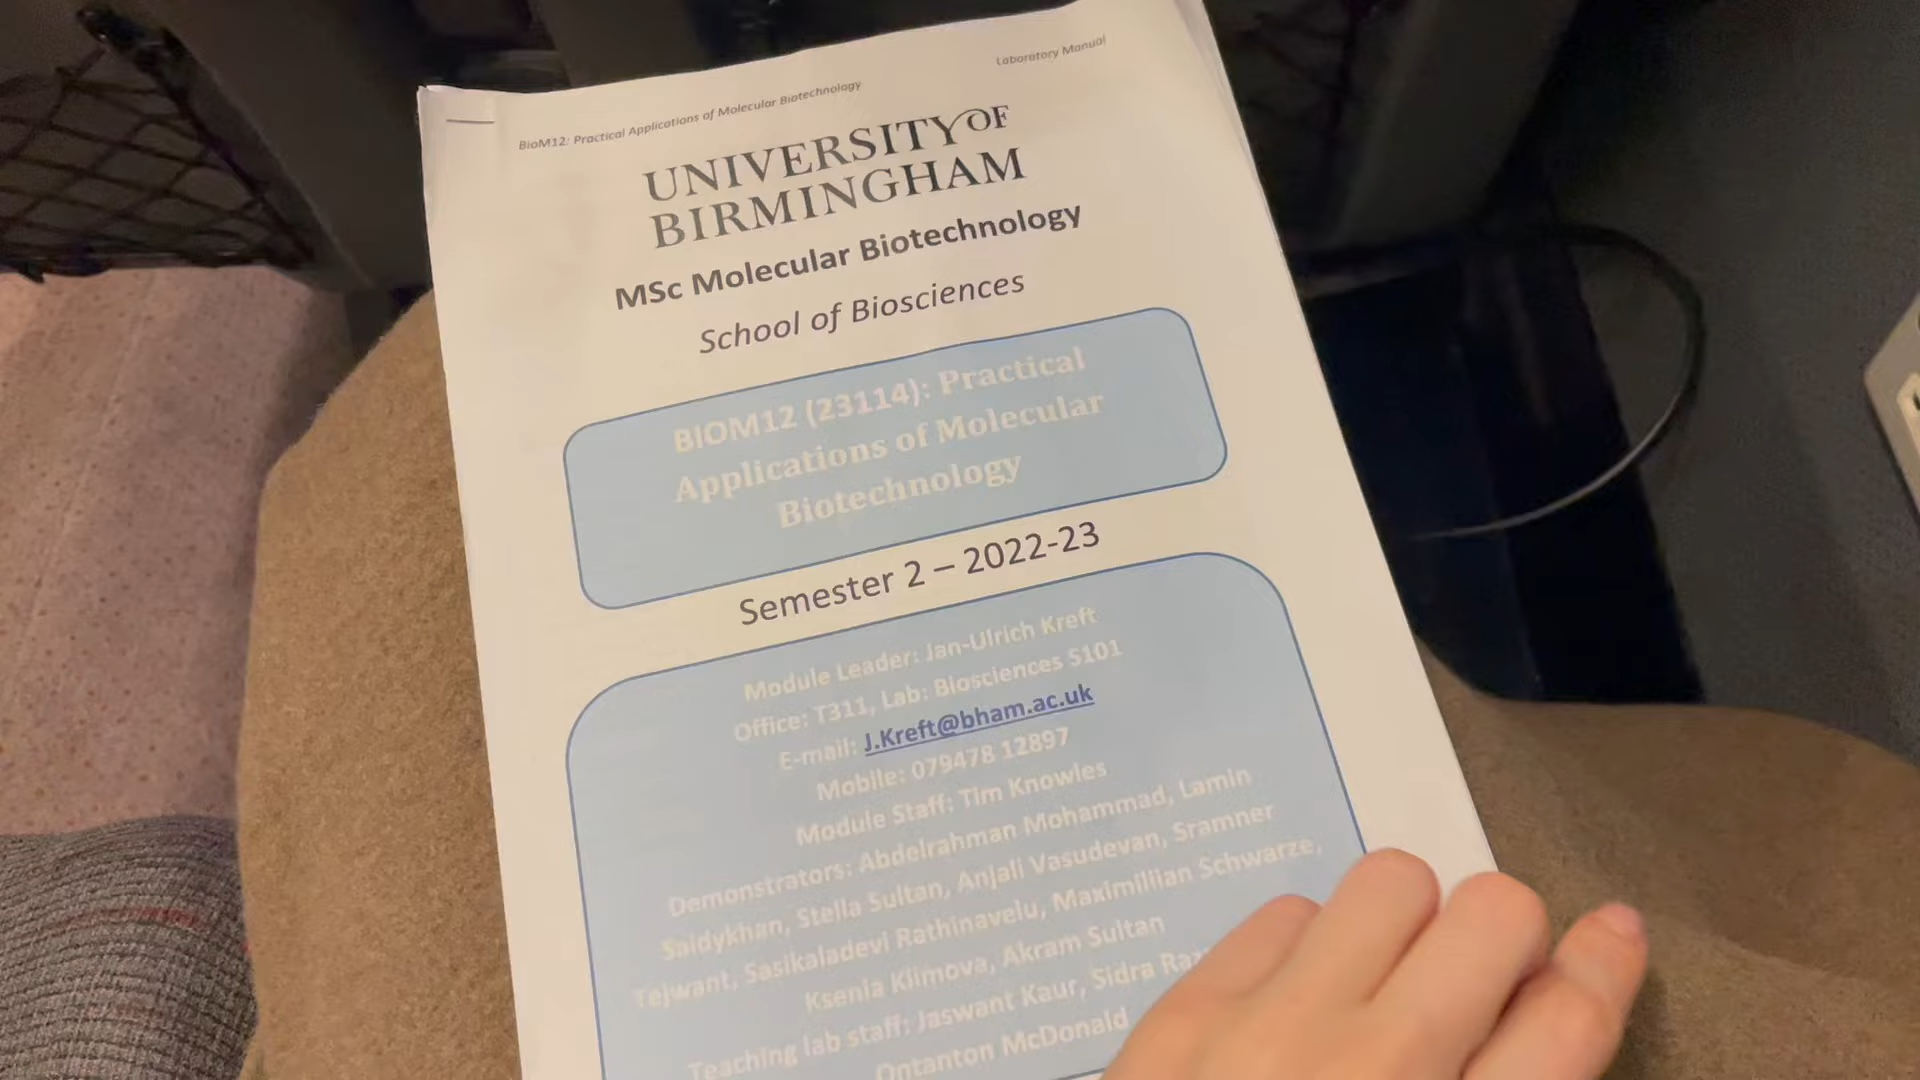 BioM12: Practical Applications of Molecular Biotechnology Laboratory Manual
UNIVERSITY OF
BIRMINGHAM
MSc Molecular Biotechnology
School of Biosciences
BIOM12 (23114): Practical
Applications of Molecular
Biotechnology
Semester 2 – 2022-23
Module Leader: Jan-Ulrich Kreft
Office: T311, Lab: Biosciences S101
E-mail: J.Kreft@bham.ac.uk
Mobile: 079478 12897
Module Staff: Tim Knowles
Demonstrators: Abdelrahman Mohammad, Lamin
Saidykhan, Stella Sultan, Anjali Vasudevan, Sramner
Tejwant, Sasikaladevi Rathinavelu, Maximillian Schwarze,
Ksenia Klimova, Akram Sultan
Teaching lab staff: Jaswant Kaur, Sidra
Ontanton McDonald